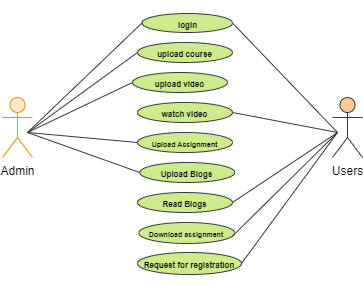 login
upload course
upload video
watch video
Upload Assignment
Admin
Users
Upload Blogs
Read Blogs
Download assignment
Request for registration